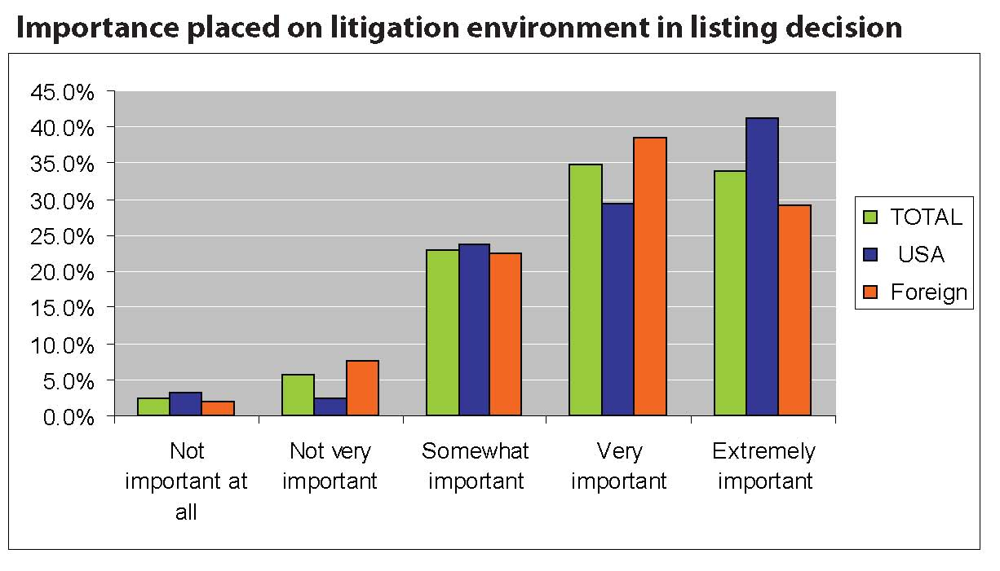 Importance placed on litigation environment in listing decision
45.0%
40.0%
35.0%
30.0%
25.0%
20.0%
15.0%
10.0%
5.0%
0.0%
Not
important at
all
Not very
important
Somewhat
important
Very
important
Extremely
important
TOTAL
USA
Foreign